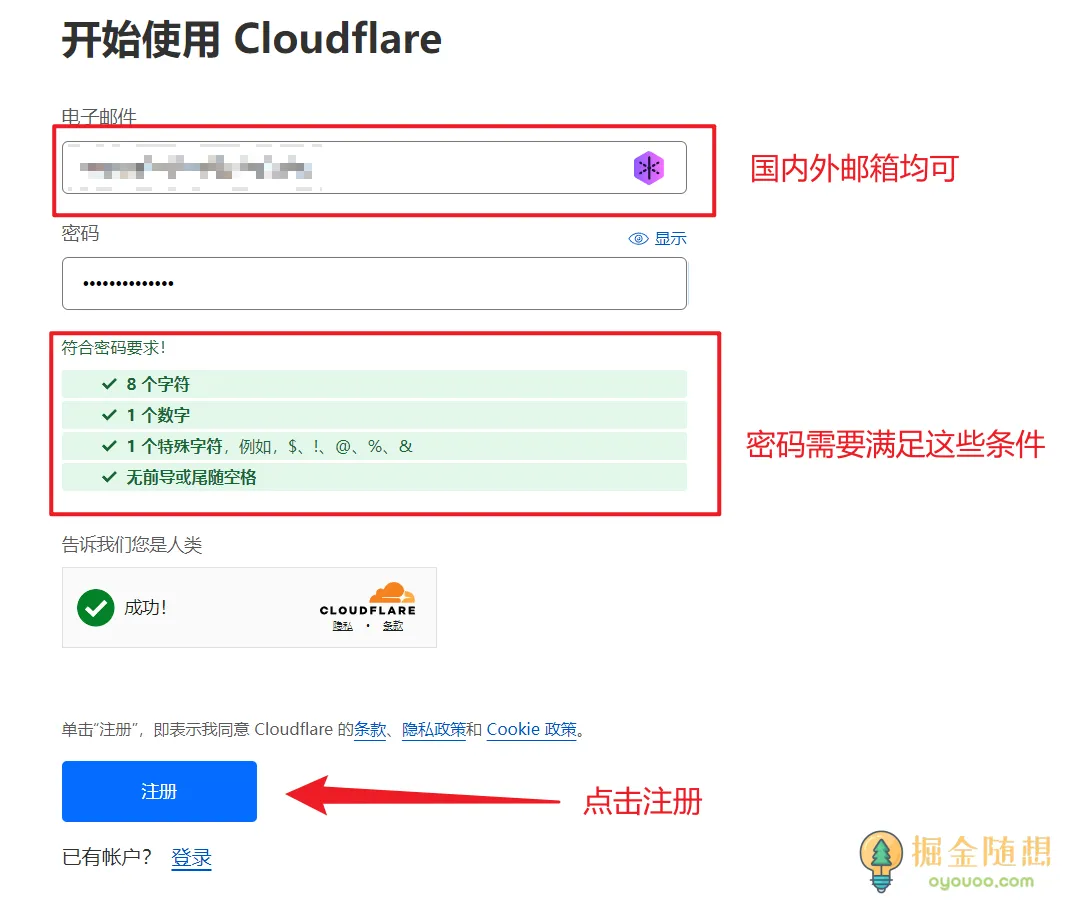 开始使用 Cloudflare
电子邮件
国内外邮箱均可
密码
显示
••••••••••••••
符合密码要求！
8 个字符
1 个数字
1 个特殊字符，例如，$、!、@、%、&
无前导或尾随空格
密码需要满足这些条件
告诉我们您是人类
成功！
CLOUDFLARE
隐私 • 条款
单击“注册”，即表示我同意 Cloudflare 的条款、隐私政策和 Cookie 政策。
注册
点击注册
已有帐户？ 登录
掘金随想
oyouoo.com